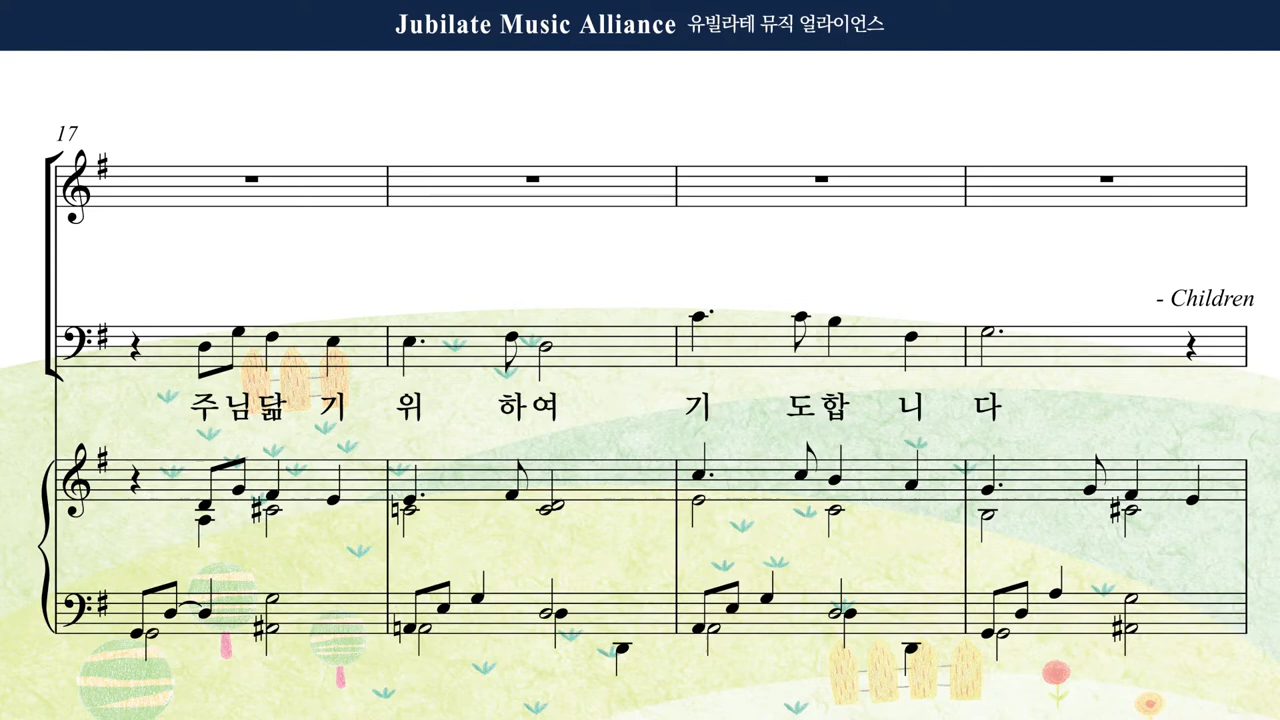 Jubilate Music Alliance 유빌라테 뮤직 얼라이언스
17
- Children
주님닮 기 위 하여 기 도합 니 다